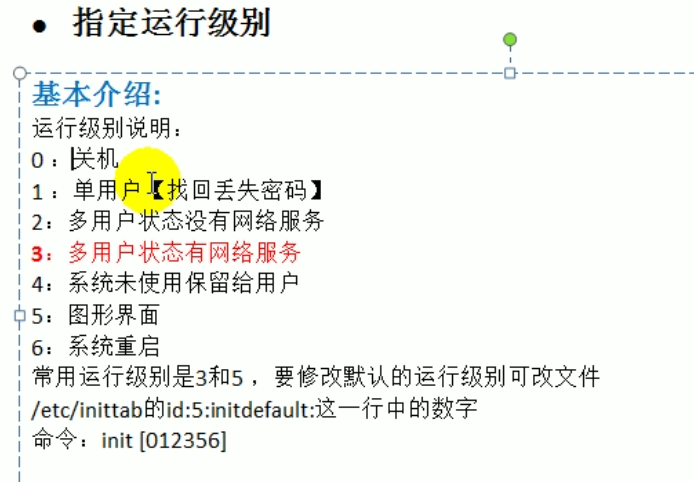 ● 指定运行级别
基本介绍:
运行级别说明：
0 ：关机
1 ：单用户【找回丢失密码】
2：多用户状态没有网络服务
3：多用户状态有网络服务
4：系统未使用保留给用户
5：图形界面
6：系统重启
常用运行级别是3和5 ，要修改默认的运行级别可改文件
/etc/inittab的id:5:initdefault:这一行中的数字
命令：init [012356]